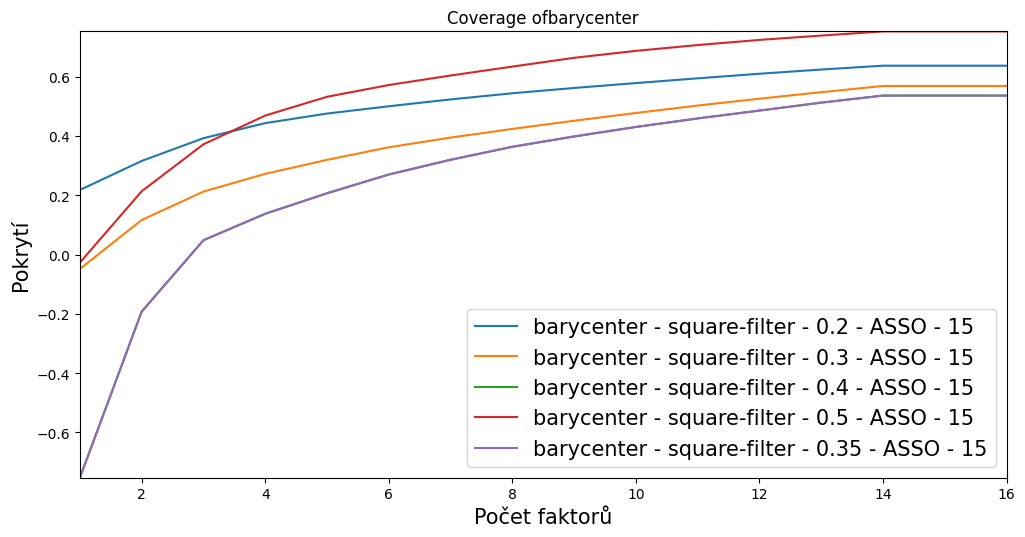 Coverage ofbarycenter
Pokrytí
0.6
0.4
0.2
0.0
−0.2
−0.4
−0.6
barycenter - square-filter - 0.2 - ASSO - 15
barycenter - square-filter - 0.3 - ASSO - 15
barycenter - square-filter - 0.4 - ASSO - 15
barycenter - square-filter - 0.5 - ASSO - 15
barycenter - square-filter - 0.35 - ASSO - 15
2 4 6 8 10 12 14 16
Počet faktorů